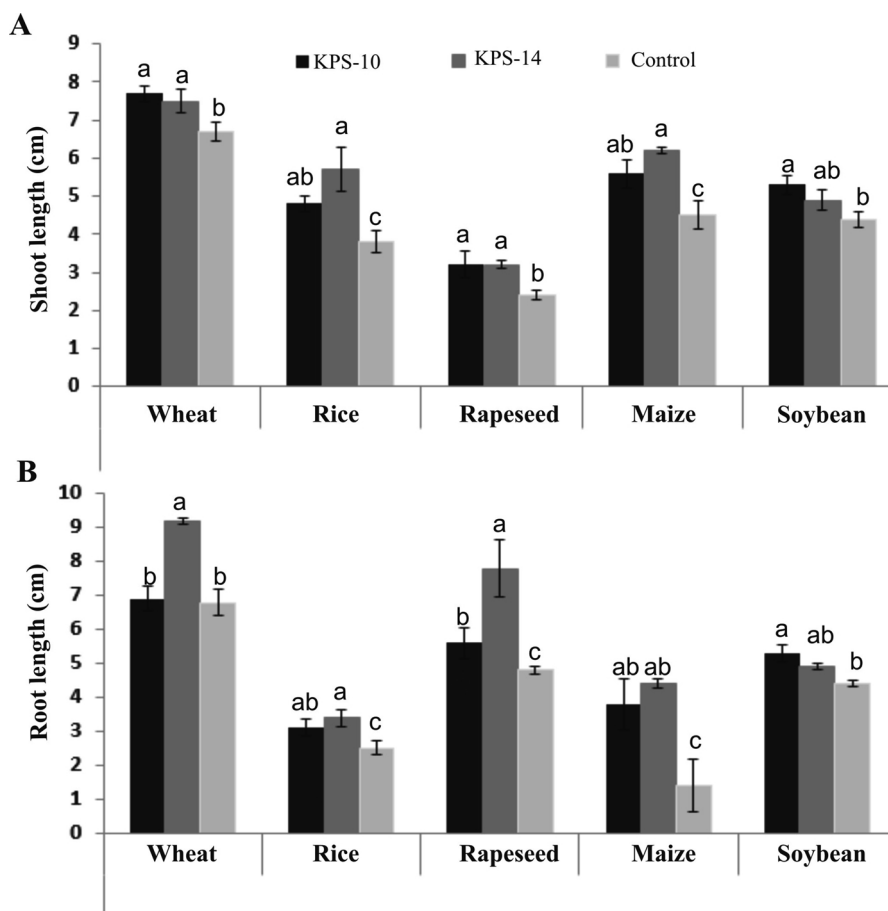 A
9
8
7
6
5
4
3
2
1
0
Shoot length (cm)
KPS-10 KPS-14 Control
a a b
ab a c
a a b
ab a c
a ab b
Wheat Rice Rapeseed Maize Soybean
B
10
9
8
7
6
5
4
3
2
1
0
Root length (cm)
b a b
ab a c
b a c
ab ab c
a ab b
Wheat Rice Rapeseed Maize Soybean